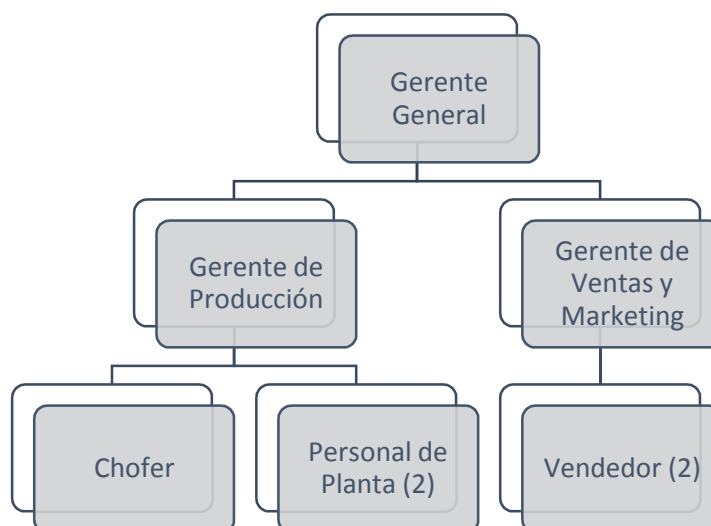 Gerente
General
Gerente de
Producción
Gerente de
Ventas y
Marketing
Chofer
Personal de
Planta (2)
Vendedor (2)